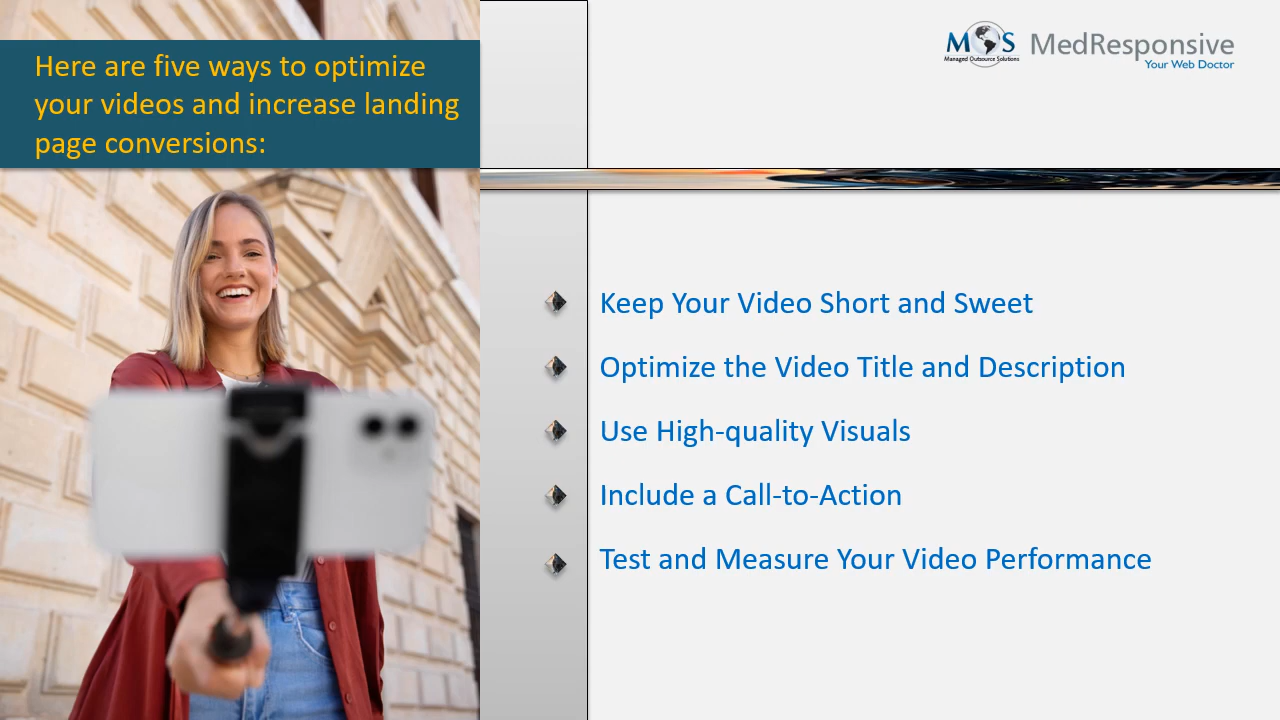 Here are five ways to optimize
your videos and increase landing
page conversions:
MOS
Managed Outsource Solutions
MedResponsive
Your Web Doctor
Keep Your Video Short and Sweet
Optimize the Video Title and Description
Use High-quality Visuals
Include a Call-to-Action
Test and Measure Your Video Performance